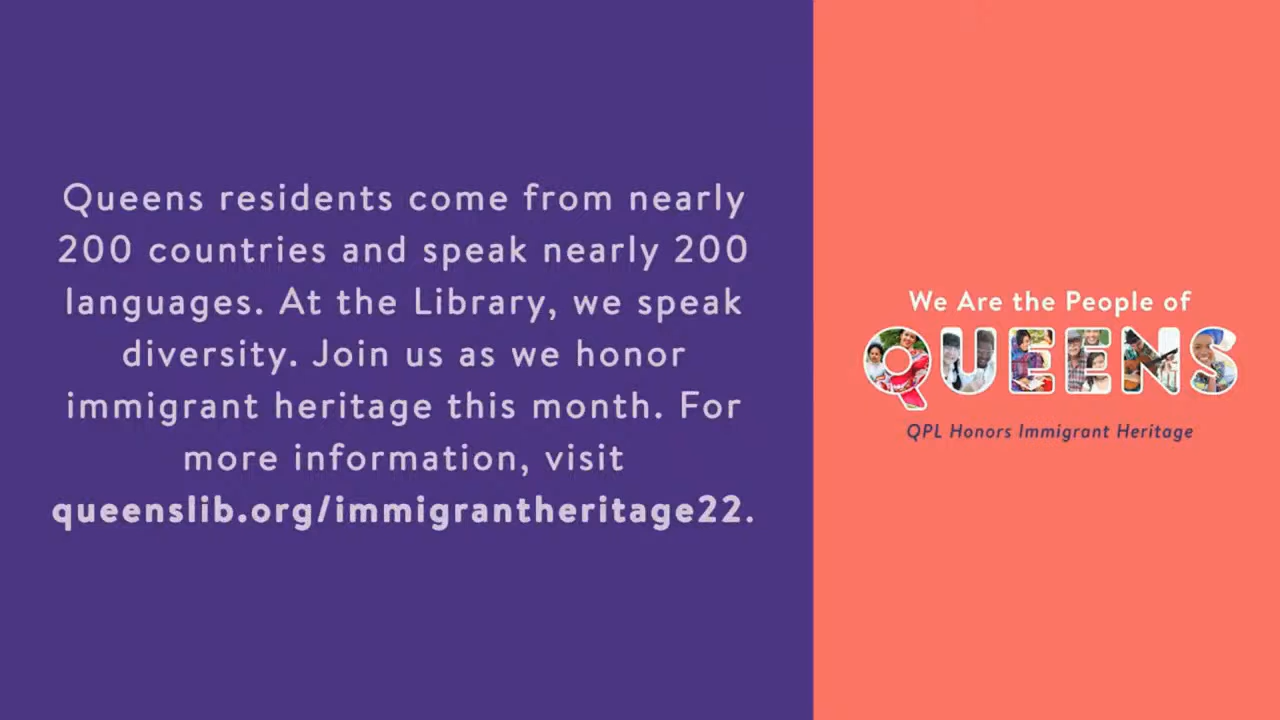 Queens residents come from nearly
200 countries and speak nearly 200
languages. At the Library, we speak
diversity. Join us as we honor
immigrant heritage this month. For
more information, visit
queenslib.org/immigrantheritage22.
We Are the People of
QUEENS
QPL Honors Immigrant Heritage